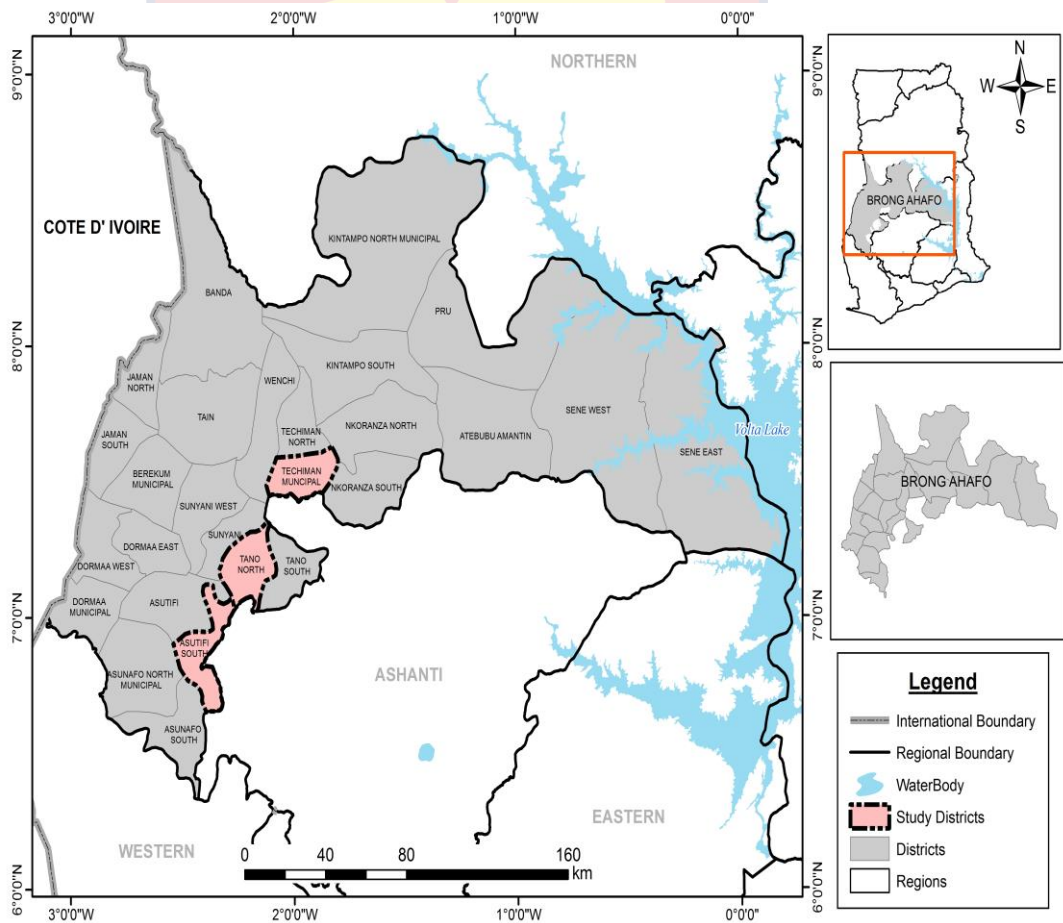 3°0'0"W 2°0'0"W 1°0'0"W 0°0'0"
9°0'0"N
8°0'0"N
7°0'0"N
6°0'0"N
NORTHERN
COTE D' IVOIRE
KINTAMPO NORTH MUNICIPAL
BANDA
PRU
JAMAN
NORTH
WENCHI
KINTAMPO SOUTH
TAIN
JAMAN
SOUTH
TECHIMAN
NORTH
NKORANZA NORTH
ATEBUBU AMANTIN
SENE WEST
Volta Lake
SENE EAST
BEREKUM
MUNICIPAL
TECHIMAN
MUNCIPAL
NKORANZA SOUTH
SUNYANI WEST
SUNYANI
DORMAA EAST
DORMAA WEST
TANO
NORTH
TANO
SOUTH
DORMAA
MUNICIPAL
ASUTIFI
ASUTIFI
SOUTH
ASUNAFO NORTH
MUNICIPAL
ASUNAFO
SOUTH
ASHANTI
EASTERN
WESTERN
0 20 40 80 160
km
3°0'0"W 2°0'0"W 1°0'0"W 0°0'0"
9°0'0"N
8°0'0"N
7°0'0"N
6°0'0"N
N
W E
S
BRONG AHAFO
BRONG AHAFO
Legend
International Boundary
Regional Boundary
WaterBody
Study Districts
Districts
Regions